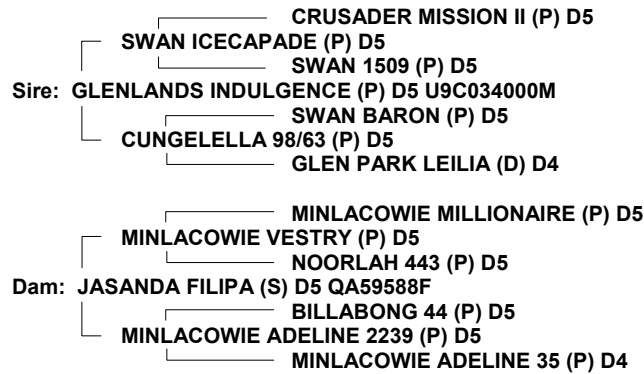 CRUSADER MISSION II (P) D5
SWAN ICECAPADE (P) D5
SWAN 1509 (P) D5
Sire: GLENLANDS INDULGENCE (P) D5 U9C034000M
SWAN BARON (P) D5
CUNGELELLA 98/63 (P) D5
GLEN PARK LEILIA (D) D4
MINLACOWIE MILLIONAIRE (P) D5
MINLACOWIE VESTRY (P) D5
NOORLAH 443 (P) D5
Dam: JASANDA FILIPA (S) D5 QA59588F
BILLABONG 44 (P) D5
MINLACOWIE ADELINE 2239 (P) D5
MINLACOWIE ADELINE 35 (P) D4